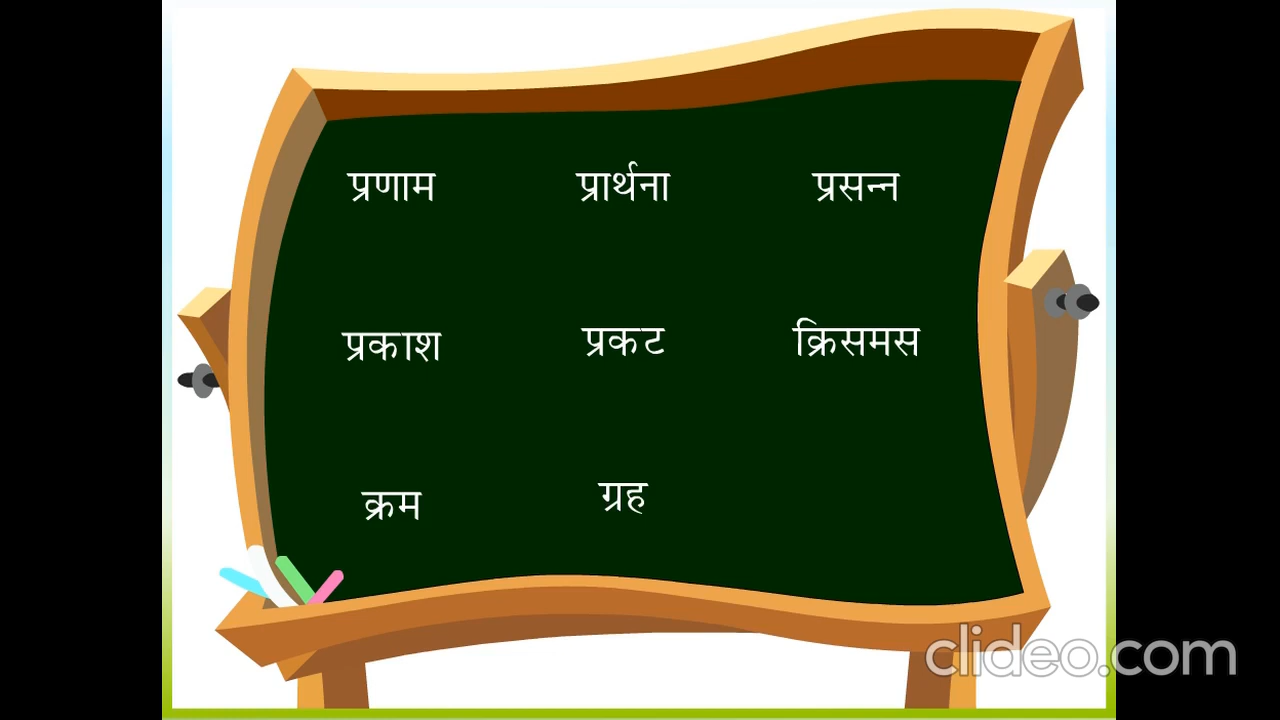 प्रणाम प्रार्थना प्रसन्न
प्रकाश प्रकट क्रिसमस
क्रम ग्रह
clideo.com